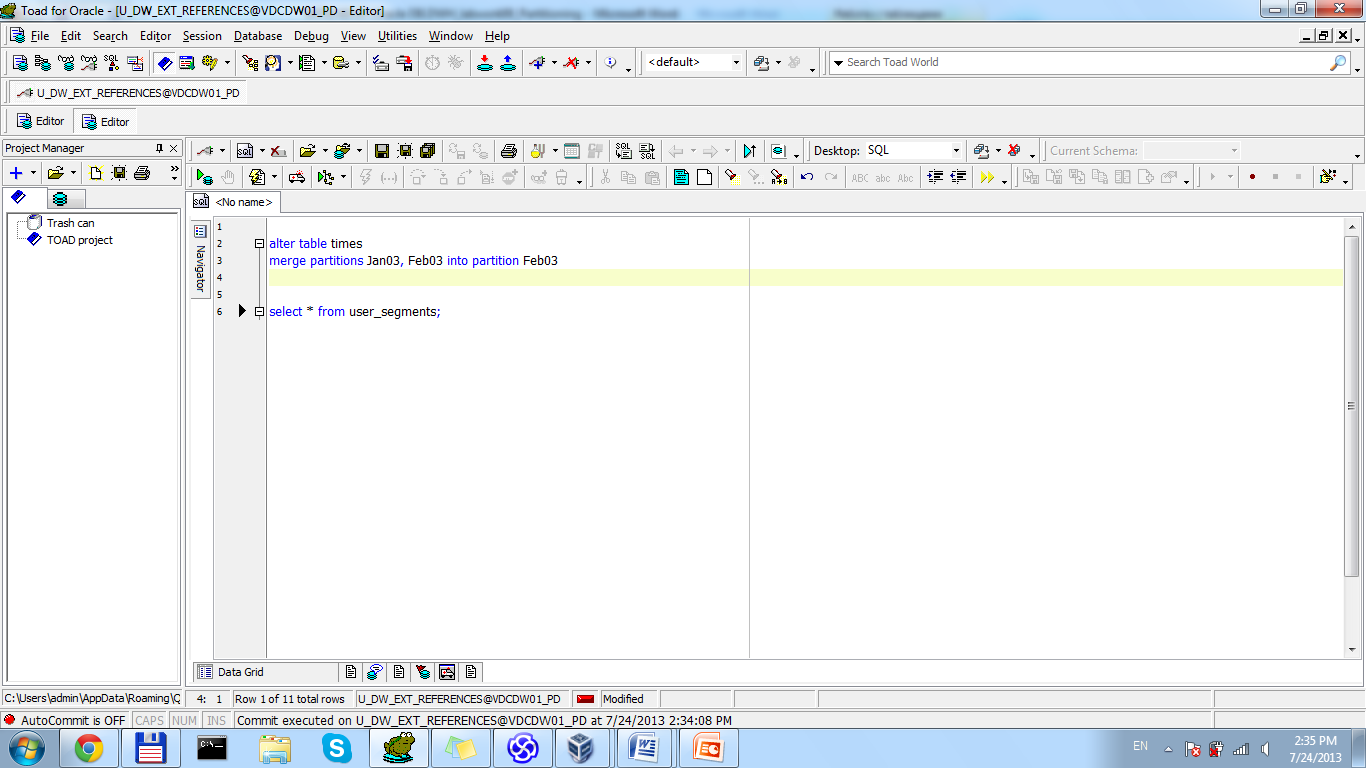 Toad for Oracle - [U_DW_EXT_REFERENCES@VDCDW01_PD - Editor]
File Edit Search Editor Session Database Debug View Utilities Window Help
<default> Search Toad World
U_DW_EXT_REFERENCES@VDCDW01_PD
Editor Editor
Project Manager
Desktop: SQL Current Schema:
SQL <No name>
Trash can
TOAD project
Navigator
1
2 alter table times
3 merge partitions Jan03, Feb03 into partition Feb03
4
5
6 select * from user_segments;
Data Grid
C:\Users\admin\AppData\Roaming\Q 4: 1 Row 1 of 11 total rows U_DW_EXT_REFERENCES@VDCDW01_PD Modified
AutoCommit is OFF CAPS NUM INS Commit executed on U_DW_EXT_REFERENCES@VDCDW01_PD at 7/24/2013 2:34:08 PM
EN 2:35 PM
7/24/2013